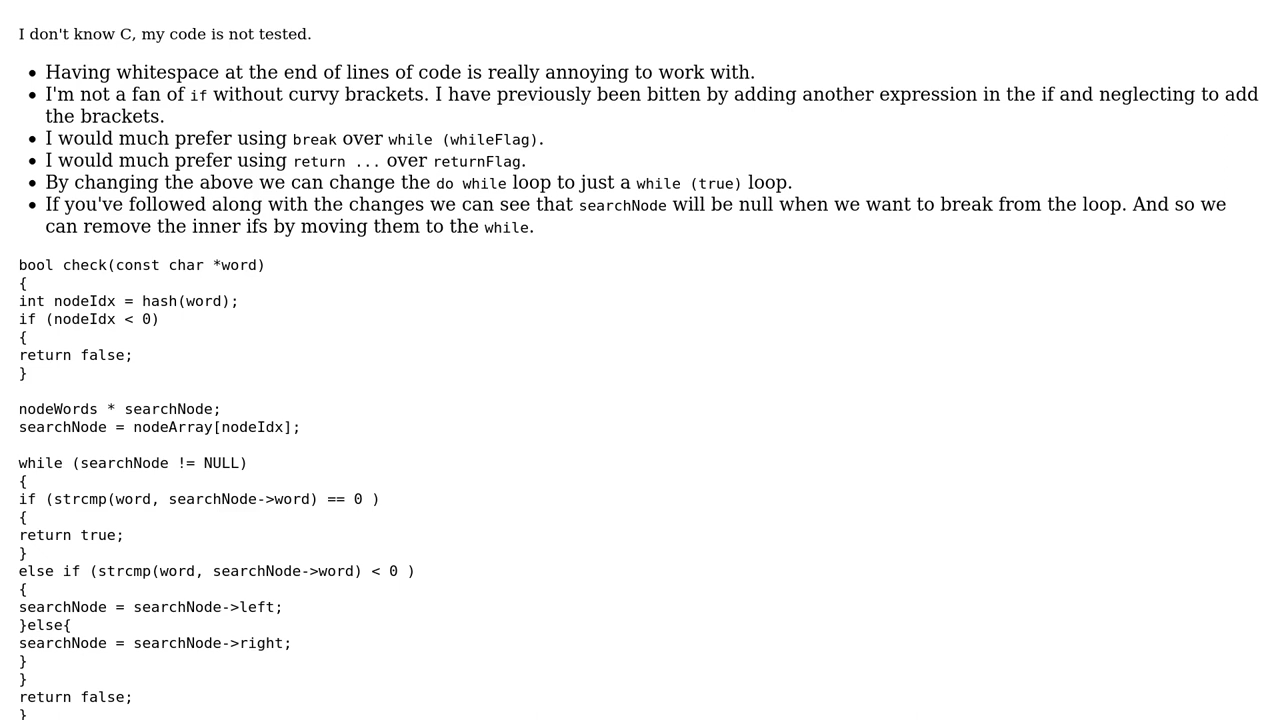 I don't know C, my code is not tested.
Having whitespace at the end of lines of code is really annoying to work with.
I'm not a fan of if without curvy brackets. I have previously been bitten by adding another expression in the if and neglecting to add
the brackets.
I would much prefer using break over while (whileFlag).
I would much prefer using return ... over returnFlag.
By changing the above we can change the do while loop to just a while (true) loop.
If you've followed along with the changes we can see that searchNode will be null when we want to break from the loop. And so we
can remove the inner ifs by moving them to the while.
bool check(const char *word)
{
int nodeIdx = hash(word);
if (nodeIdx < 0)
{
return false;
}
nodeWords * searchNode;
searchNode = nodeArray[nodeIdx];
while (searchNode != NULL)
{
if (strcmp(word, searchNode->word) == 0 )
{
return true;
}
else if (strcmp(word, searchNode->word) < 0 )
{
searchNode = searchNode->left;
}else{
searchNode = searchNode->right;
}
}
return false;
}